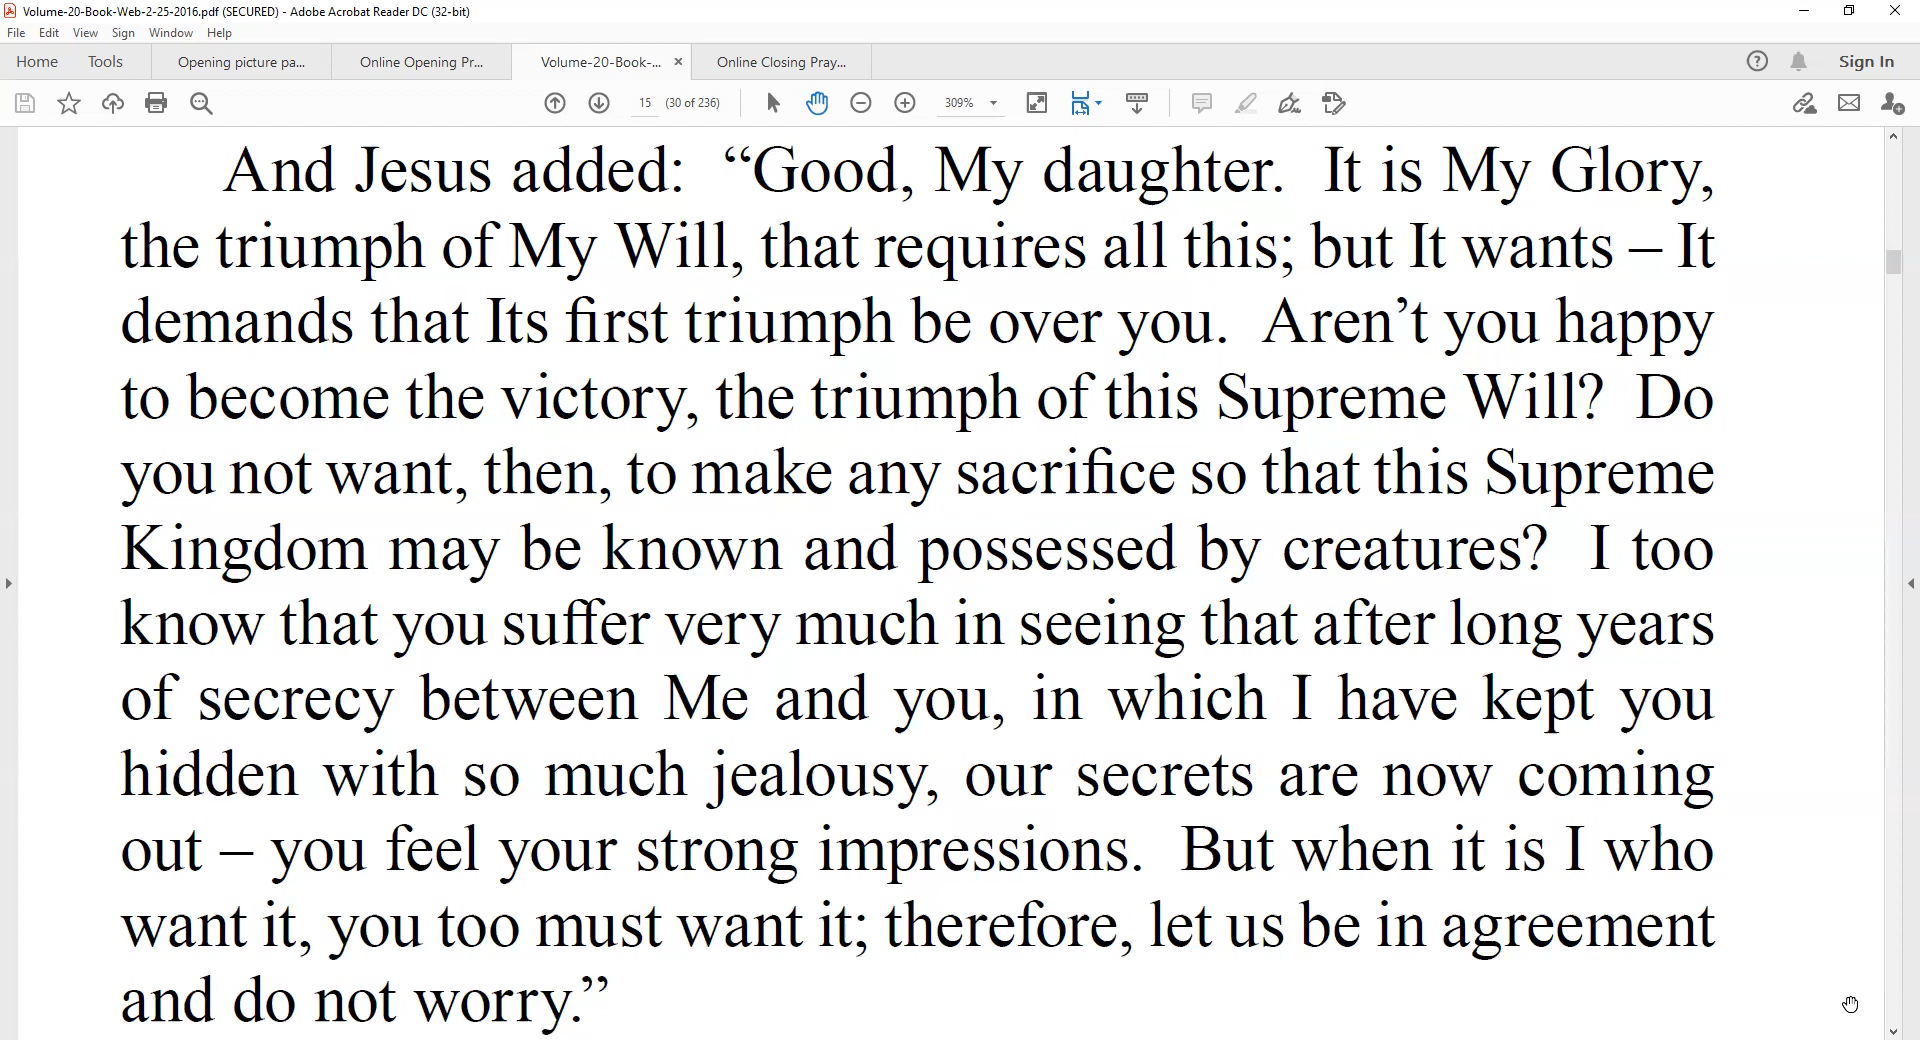 Volume-20-Book-Web-2-25-2016.pdf (SECURED) - Adobe Acrobat Reader DC (32-bit)
File Edit View Sign Window Help
Home Tools Opening picture pa... Online Opening Pr... Volume-20-Book-... × Online Closing Pray... Sign In
15 (30 of 236) 309%
And Jesus added: “Good, My daughter. It is My Glory,
the triumph of My Will, that requires all this; but It wants – It
demands that Its first triumph be over you. Aren’t you happy
to become the victory, the triumph of this Supreme Will? Do
you not want, then, to make any sacrifice so that this Supreme
Kingdom may be known and possessed by creatures? I too
know that you suffer very much in seeing that after long years
of secrecy between Me and you, in which I have kept you
hidden with so much jealousy, our secrets are now coming
out – you feel your strong impressions. But when it is I who
want it, you too must want it; therefore, let us be in agreement
and do not worry.”